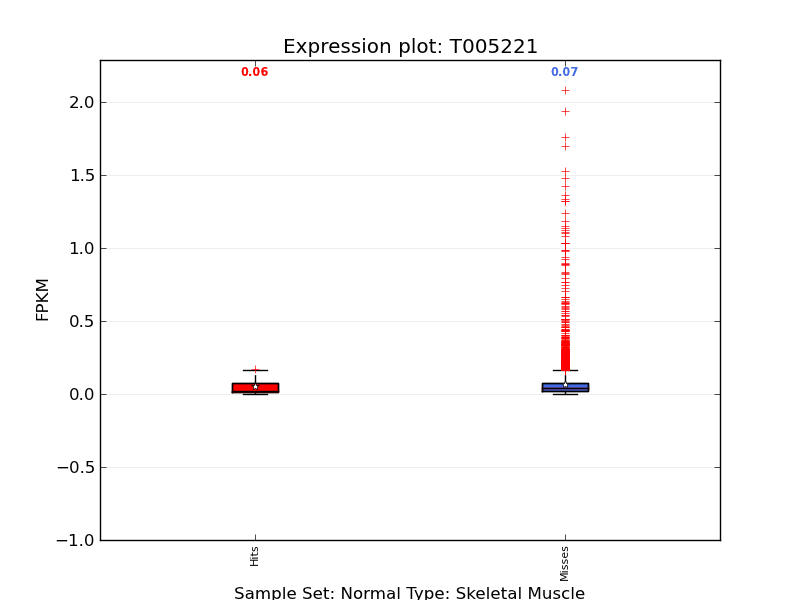 Expression plot: T005221
0.06
0.07
2.0
1.5
1.0
0.5
0.0
−0.5
−1.0
FPKM
Hits
Misses
Sample Set: Normal Type: Skeletal Muscle